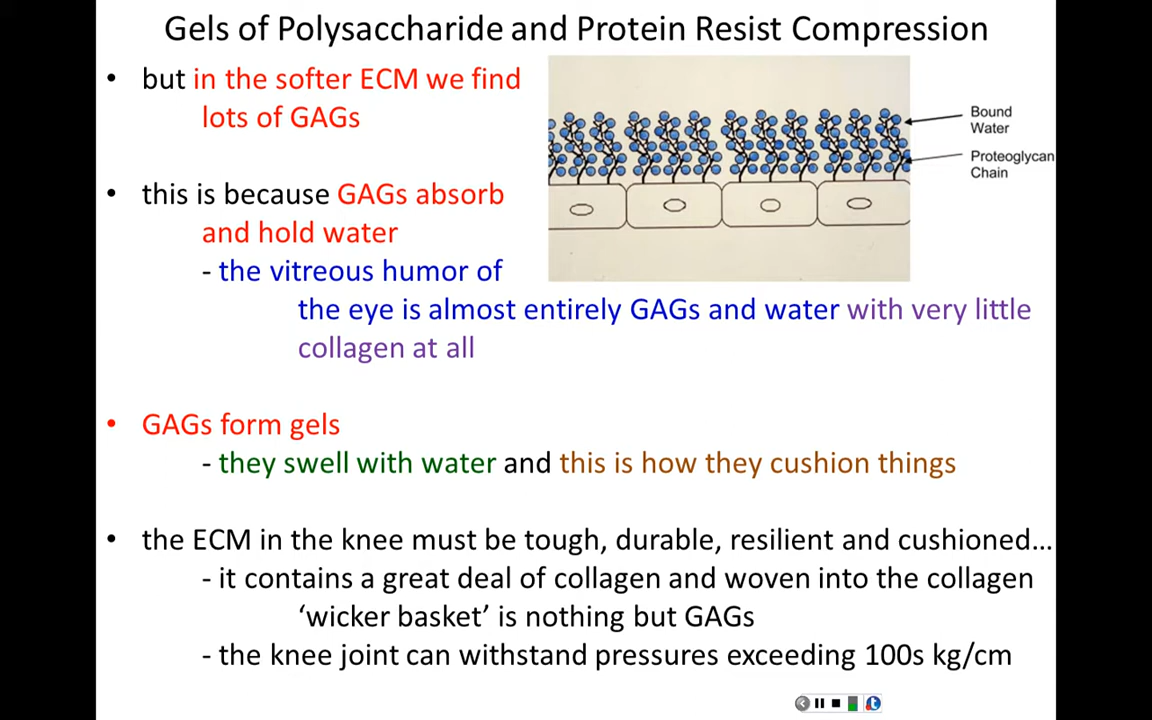 Gels of Polysaccharide and Protein Resist Compression
• but in the softer ECM we find
lots of GAGs
• this is because GAGs absorb
and hold water
- the vitreous humor of
the eye is almost entirely GAGs and water with very little
collagen at all
• GAGs form gels
- they swell with water and this is how they cushion things
• the ECM in the knee must be tough, durable, resilient and cushioned...
- it contains a great deal of collagen and woven into the collagen
‘wicker basket’ is nothing but GAGs
- the knee joint can withstand pressures exceeding 100s kg/cm
Bound
Water
Proteoglycan
Chain